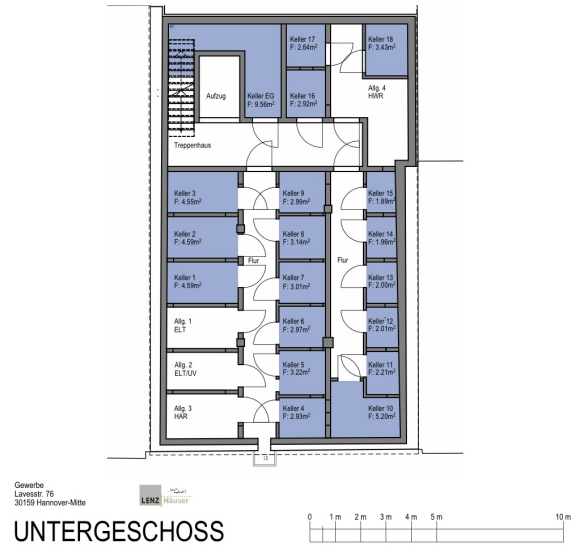 Keller 17
F: 2.64m²
Keller 18
F: 3.43m²
Aufzug
Keller EG
F: 9.56m²
Keller 16
F: 2.92m²
Allg. 4
HWR
Treppenhaus
Keller 3
F: 4.55m²
Keller 9
F: 2.99m²
Keller 15
F: 1.89m²
Keller 2
F: 4.59m²
Keller 8
F: 3.14m²
Keller 14
F: 1.96m²
Flur
Flur
Keller 1
F: 4.59m²
Keller 7
F: 3.01m²
Keller 13
F: 2.00m²
Allg. 1
ELT
Keller 6
F: 2.97m²
Keller 12
F: 2.01m²
Allg. 2
ELT/UV
Keller 5
F: 3.22m²
Keller 11
F: 2.21m²
Allg. 3
HAR
Keller 4
F: 2.93m²
Keller 10
F: 5.20m²
LS
Gewerbe
Lavesstr. 76
30159 Hannover-Mitte
LENZ Häuser
UNTERGESCHOSS
0 1 m 2 m 3 m 4 m 5 m 10 m